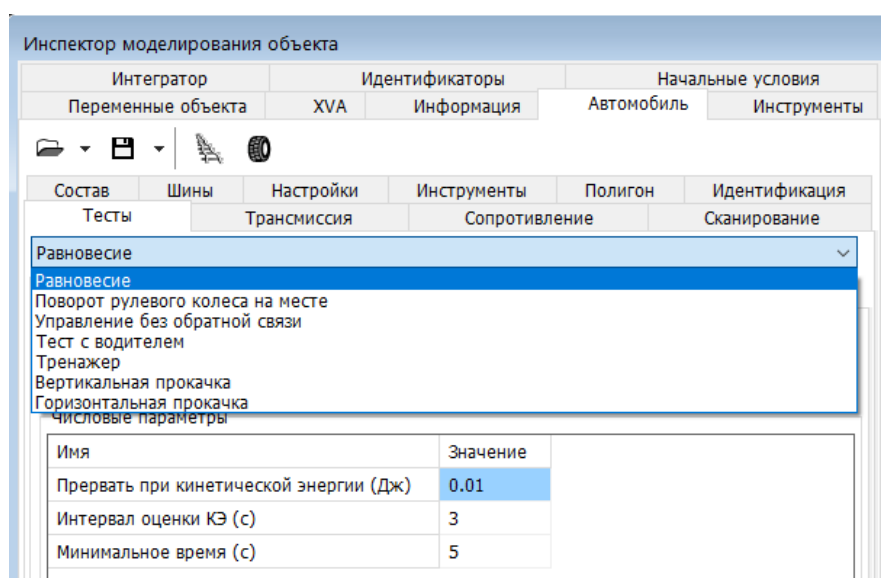 Инспектор моделирования объекта
Интегратор Идентификаторы Начальные условия
Переменные объекта XVA Информация Автомобиль Инструменты
Состав Шины Настройки Инструменты Полигон Идентификация
Тесты Трансмиссия Сопротивление Сканирование
Равновесие
Равновесие
Поворот рулевого колеса на месте
Управление без обратной связи
Тест с водителем
Тренажер
Вертикальная прокачка
Горизонтальная прокачка
Числовые параметры
Имя Значение
Прервать при кинетической энергии (Дж) 0.01
Интервал оценки КЭ (с) 3
Минимальное время (с) 5